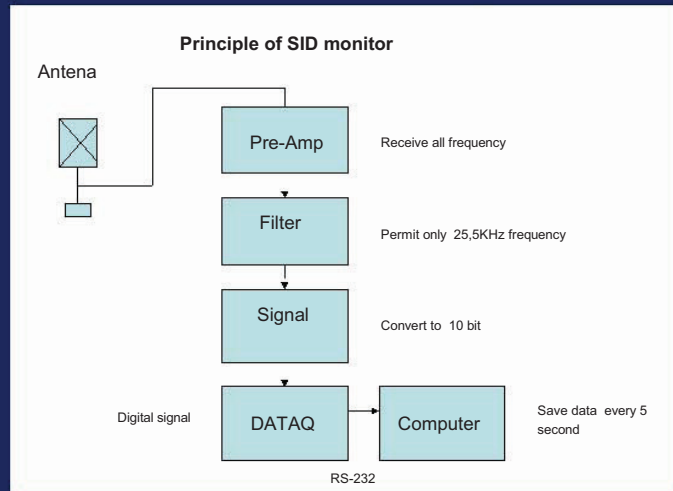 Principle of SID monitor
Antena
Pre-Amp
Receive all frequency
Filter
Permit only 25,5KHz frequency
Signal
Convert to 10 bit
Digital signal
DATAQ
Computer
Save data every 5
second
RS-232